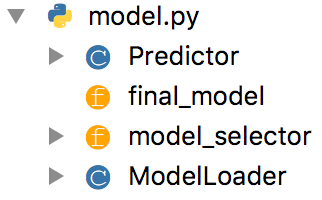 model.py
C Predictor
f final_model
f model_selector
C ModelLoader